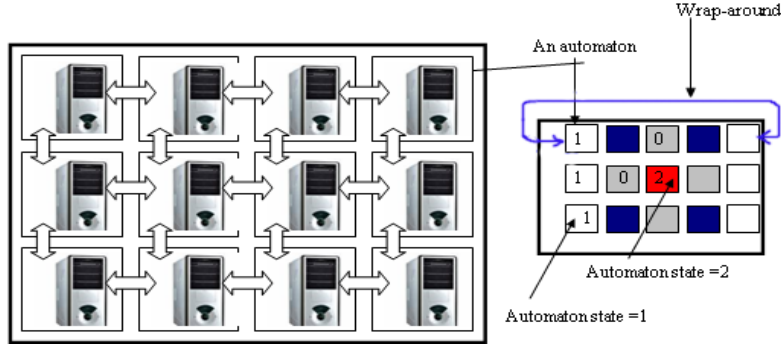 Wrap-around
An automaton
1 0
1 0 2
1
Automaton state =2
Automaton state =1